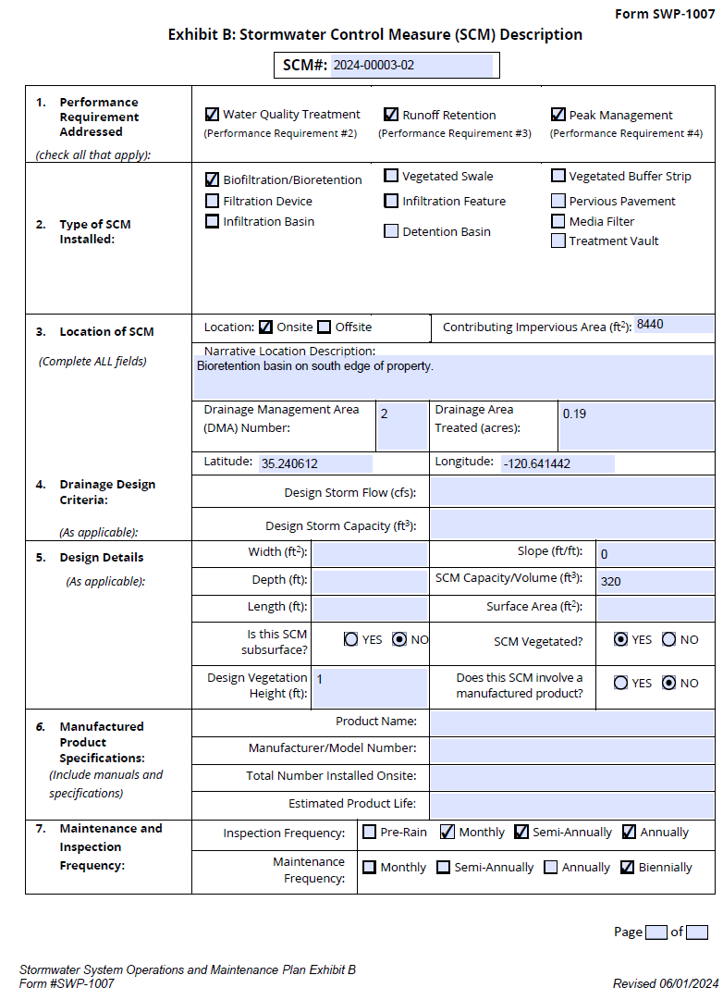 Form SWP-1007
Exhibit B: Stormwater Control Measure (SCM) Description
SCM#: 2024-00003-02
1. Performance Requirement Addressed
(check all that apply):
Water Quality Treatment
(Performance Requirement #2)
Runoff Retention
(Performance Requirement #3)
Peak Management
(Performance Requirement #4)
2. Type of SCM Installed:
Biofiltration/Bioretention
Vegetated Swale
Vegetated Buffer Strip
Filtration Device
Infiltration Feature
Pervious Pavement
Infiltration Basin
Detention Basin
Media Filter
Treatment Vault
3. Location of SCM
(Complete ALL fields)
Location: Onsite Offsite
Contributing Impervious Area (ft²): 8440
Narrative Location Description:
Bioretention basin on south edge of property.
Drainage Management Area (DMA) Number: 2
Drainage Area Treated (acres): 0.19
Latitude: 35.240612
Longitude: -120.641442
4. Drainage Design Criteria:
(As applicable):
Design Storm Flow (cfs):
Design Storm Capacity (ft³):
5. Design Details
(As applicable):
Width (ft²):
Slope (ft/ft): 0
Depth (ft):
SCM Capacity/Volume (ft³): 320
Length (ft):
Surface Area (ft²):
Is this SCM subsurface? YES NO
SCM Vegetated? YES NO
Design Vegetation Height (ft): 1
Does this SCM involve a manufactured product? YES NO
6. Manufactured Product Specifications:
(Include manuals and specifications)
Product Name:
Manufacturer/Model Number:
Total Number Installed Onsite:
Estimated Product Life:
7. Maintenance and Inspection Frequency:
Inspection Frequency: Pre-Rain Monthly Semi-Annually Annually
Maintenance Frequency: Monthly Semi-Annually Annually Biennially
Page of
Stormwater System Operations and Maintenance Plan Exhibit B
Form #SWP-1007
Revised 06/01/2024